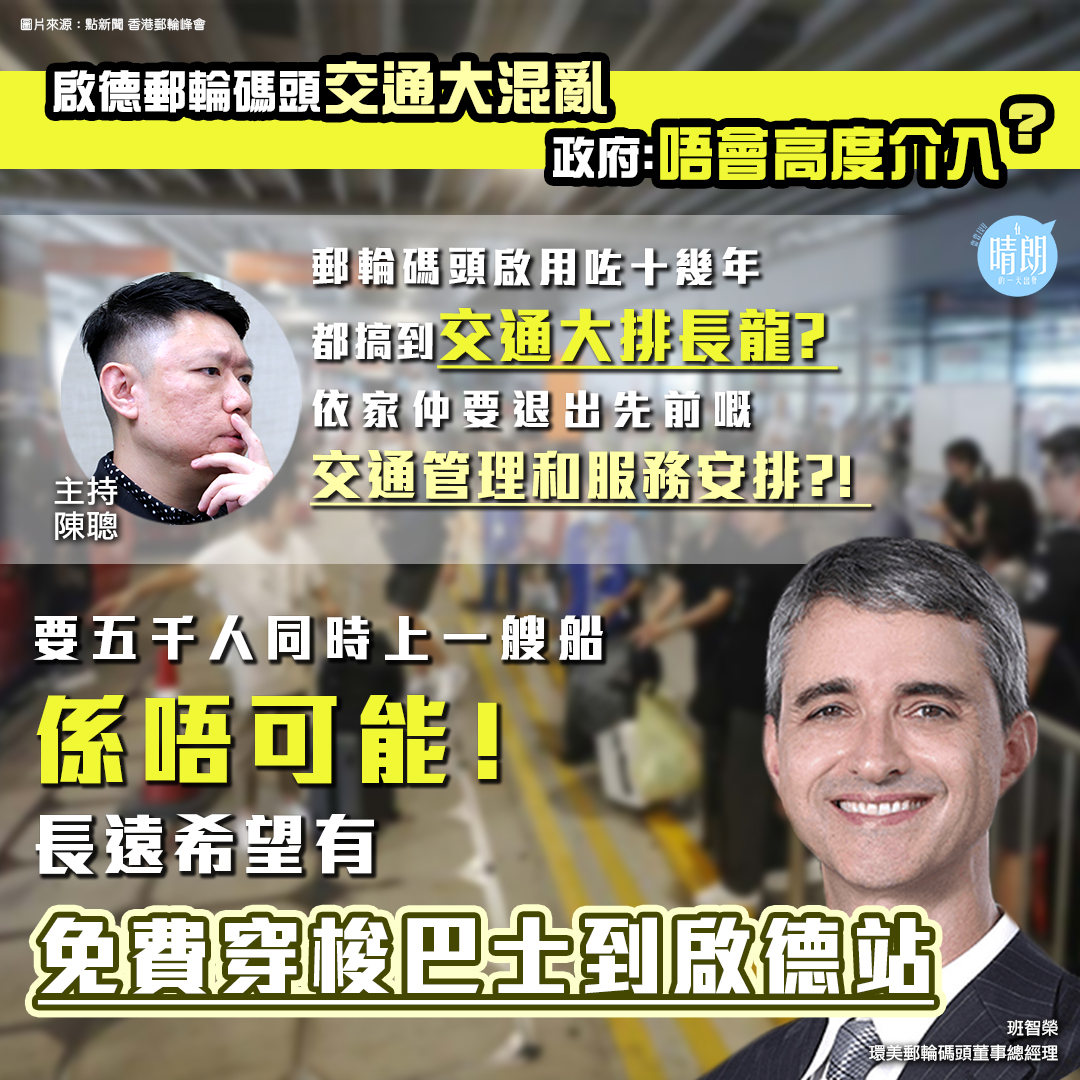 圖片來源:點新聞 香港郵輪峰會
啟德郵輪碼頭交通大混亂
政府:唔會高度介入?
在
晴朗
的一天出發
郵輪碼頭啟用咗十幾年
都搞到交通大排長龍?
依家仲要退出先前嘅
交通管理和服務安排?!
主持
陳聰
要五千人同時上一艘船
係唔可能!
長遠希望有
免費穿梭巴士到啟德站
班智榮
環美郵輪碼頭董事總經理